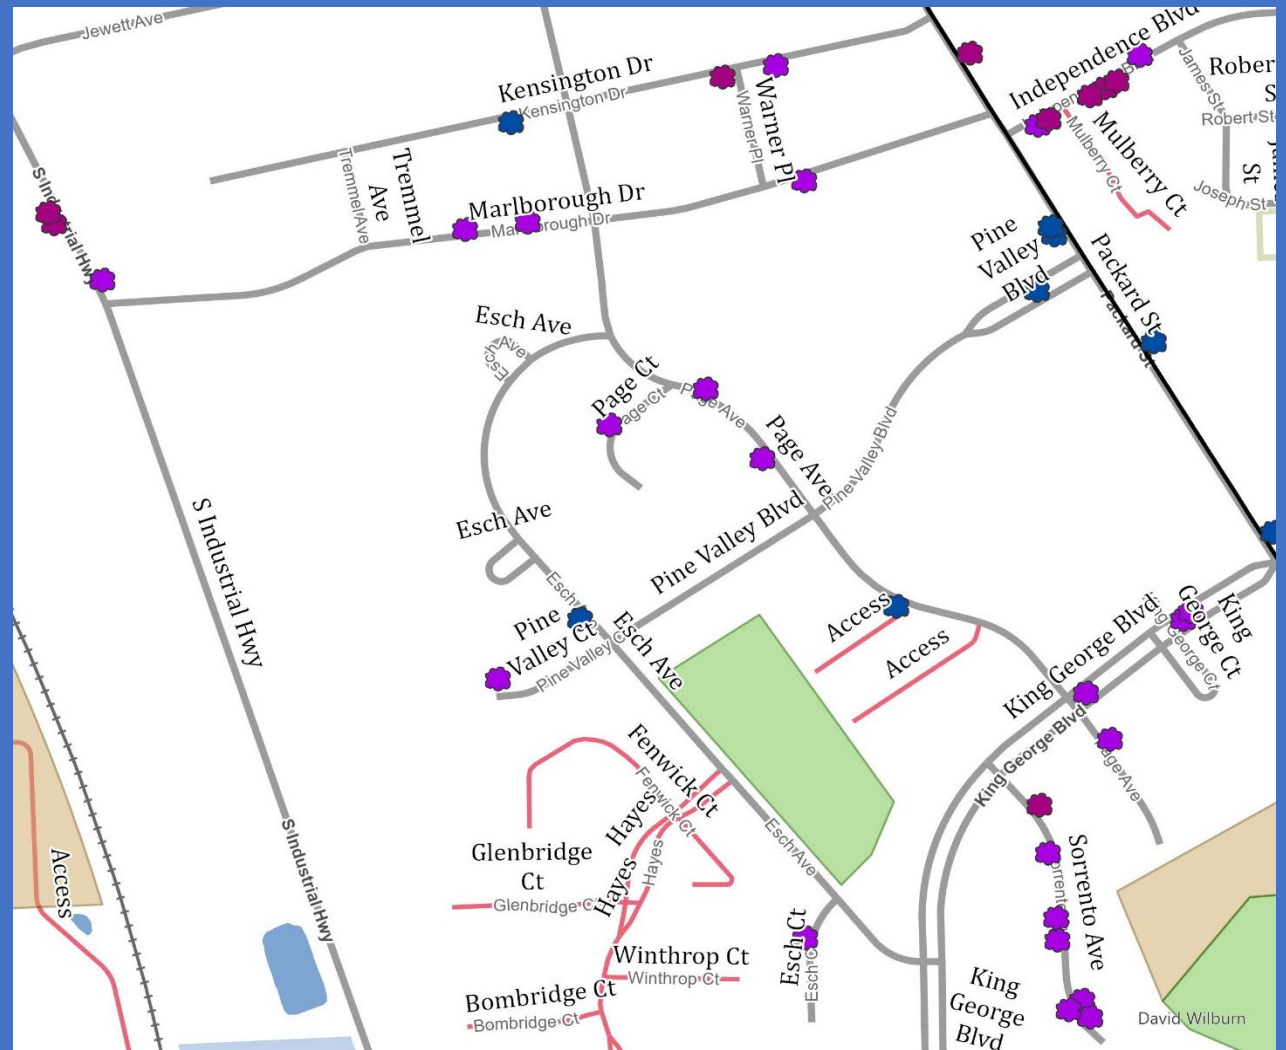 Jewett Ave
Independence Blvd
Kensington Dr
Kensington Dr
Warner Pl
Warner Pl
James St
Rober
S
Robert St
Mulberry Ct
Mulberry Ct
St
Joseph St
S Industrial Hwy
Tremmel
Ave
Tremmel Ave
Marlborough Dr
Marlborough Dr
Pine
Valley
Blvd
Packard St
Packard St
Esch Ave
Esch Ave
Page Ct
Page Ct
Page Ave
Page Ave
Pine Valley Blvd
Pine Valley Blvd
Esch Ave
Esch
S Industrial Hwy
Pine
Valley Ct
Pine Valley C
Esch Ave
Access
Access
King George Blvd
King
George Ct
King George Ct
King George Blvd
Page Ave
Fenwick Ct
Fenwick Ct
Hayes
Hayes
Hayes
Glenbridge
Ct
Glenbridge C
Esch Ave
S Industrial Hwy
Access
Sorrento Ave
Sorrento
Esch Ct
Esch C
Winthrop Ct
Winthrop Ct
Bombridge Ct
Bombridge Ct
King
George
Blvd
David Wilburn